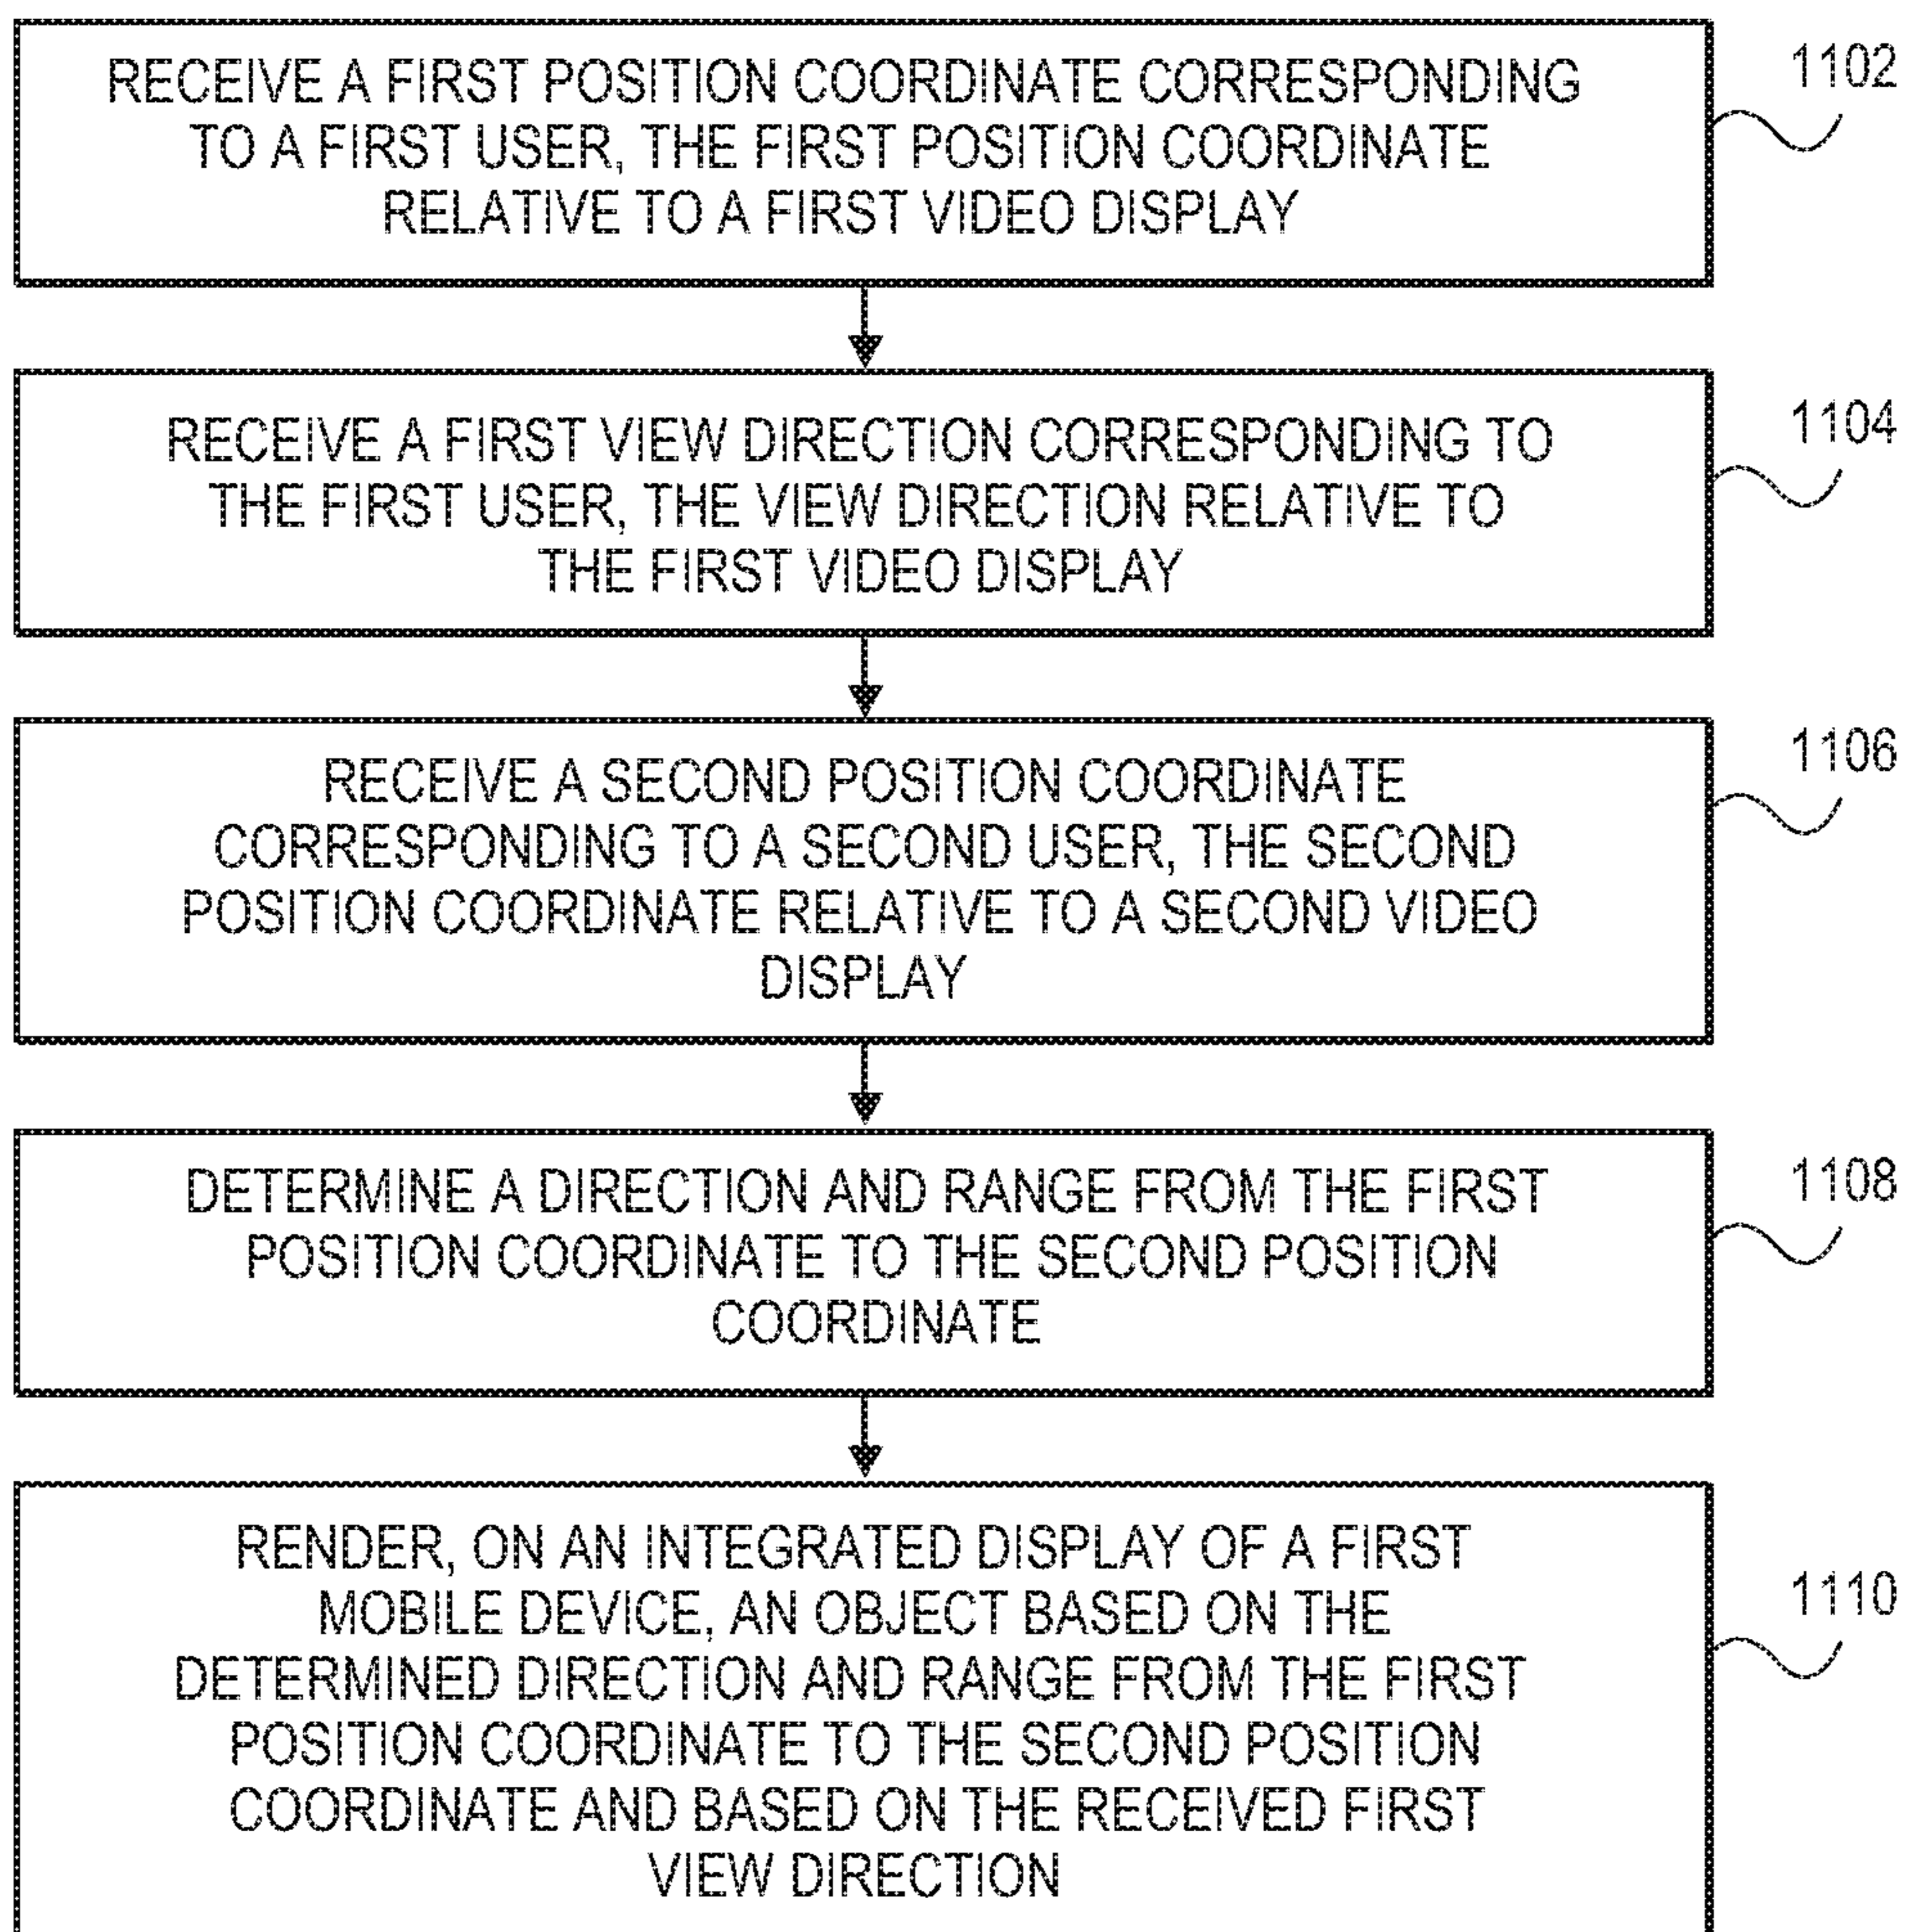 RECEIVE A FIRST POSITION COORDINATE CORRESPONDING
TO A FIRST USER, THE FIRST POSITION COORDINATE
RELATIVE TO A FIRST VIDEO DISPLAY
1102
RECEIVE A FIRST VIEW DIRECTION CORRESPONDING TO
THE FIRST USER, THE VIEW DIRECTION RELATIVE TO
THE FIRST VIDEO DISPLAY
1104
RECEIVE A SECOND POSITION COORDINATE
CORRESPONDING TO A SECOND USER, THE SECOND
POSITION COORDINATE RELATIVE TO A SECOND VIDEO
DISPLAY
1106
DETERMINE A DIRECTION AND RANGE FROM THE FIRST
POSITION COORDINATE TO THE SECOND POSITION
COORDINATE
1108
RENDER, ON AN INTEGRATED DISPLAY OF A FIRST
MOBILE DEVICE, AN OBJECT BASED ON THE
DETERMINED DIRECTION AND RANGE FROM THE FIRST
POSITION COORDINATE TO THE SECOND POSITION
COORDINATE AND BASED ON THE RECEIVED FIRST
VIEW DIRECTION
1110